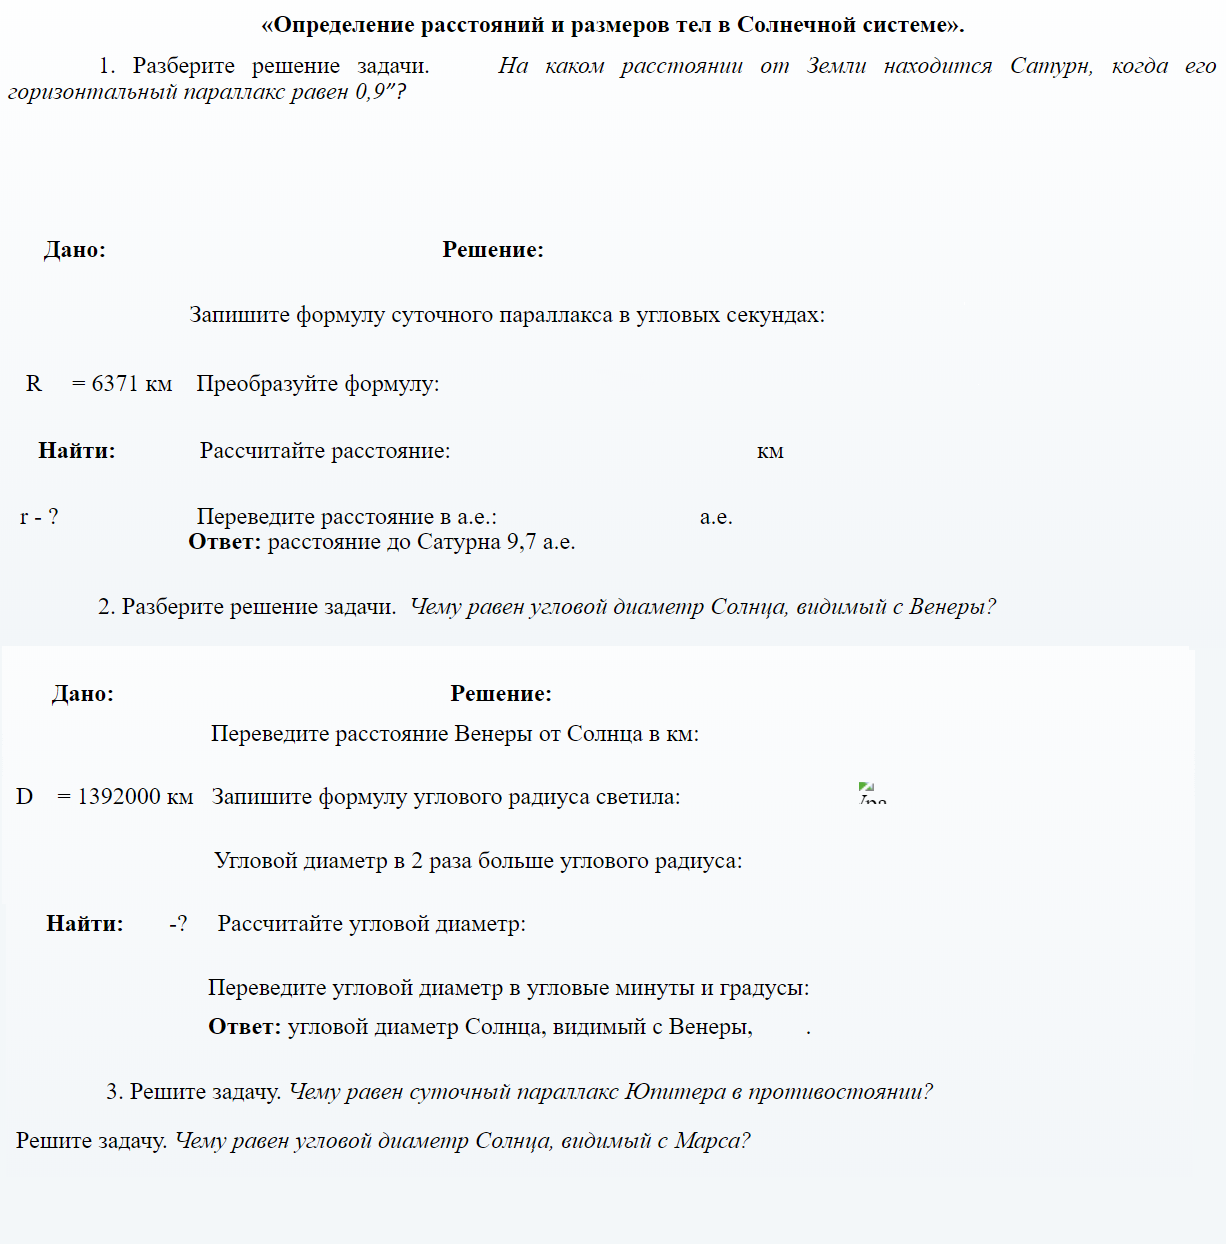 «Определение расстояний и размеров тел в Солнечной системе».
1. Разберите решение задачи. На каком расстоянии от Земли находится Сатурн, когда его
горизонтальный параллакс равен 0,9”?
Дано: Решение:
Запишите формулу суточного параллакса в угловых секундах:
R = 6371 км Преобразуйте формулу:
Найти: Рассчитайте расстояние: км
r - ? Переведите расстояние в а.е.: а.е.
Ответ: расстояние до Сатурна 9,7 а.е.
2. Разберите решение задачи. Чему равен угловой диаметр Солнца, видимый с Венеры?
Дано: Решение:
Переведите расстояние Венеры от Солнца в км:
D = 1392000 км Запишите формулу углового радиуса светила:
Угловой диаметр в 2 раза больше углового радиуса:
Найти: -? Рассчитайте угловой диаметр:
Переведите угловой диаметр в угловые минуты и градусы:
Ответ: угловой диаметр Солнца, видимый с Венеры, .
3. Решите задачу. Чему равен суточный параллакс Юпитера в противостоянии?
Решите задачу. Чему равен угловой диаметр Солнца, видимый с Марса?